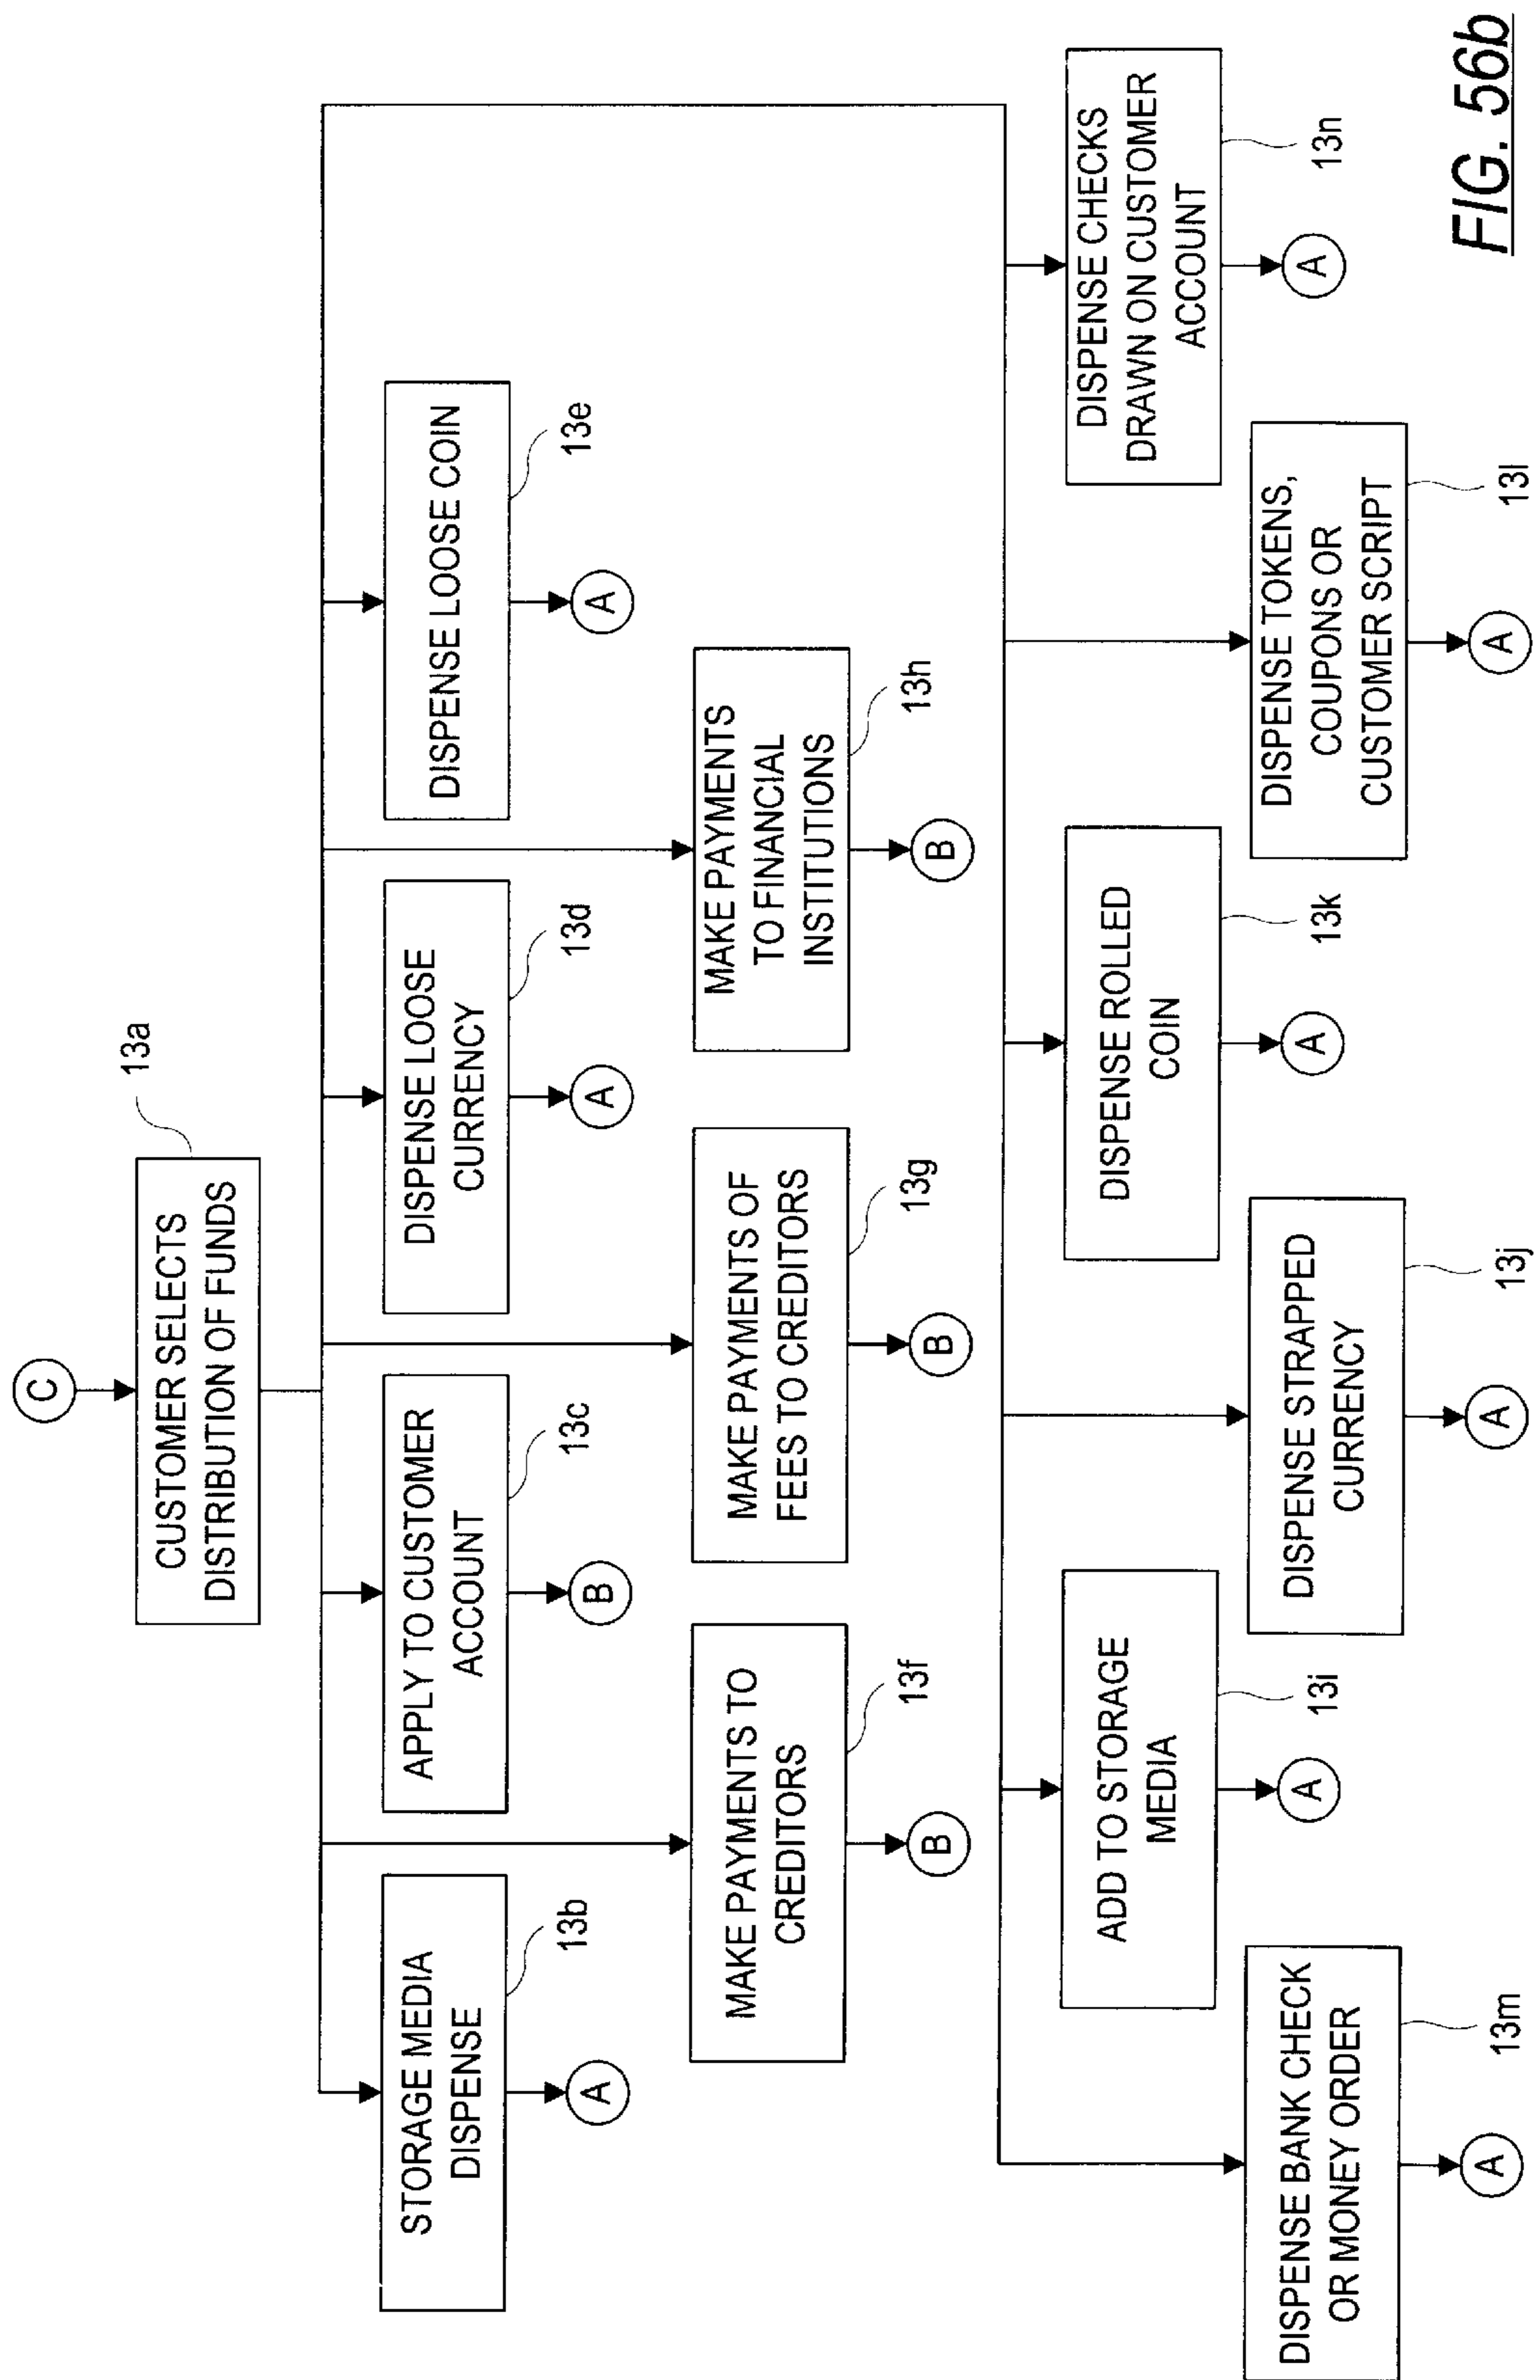 C
CUSTOMER SELECTS
DISTRIBUTION OF FUNDS
13a
STORAGE MEDIA
DISPENSE
13b
A
APPLY TO CUSTOMER
ACCOUNT
13c
B
DISPENSE LOOSE
CURRENCY
13d
A
DISPENSE LOOSE COIN
13e
A
MAKE PAYMENTS TO
CREDITORS
13f
B
MAKE PAYMENTS OF
FEES TO CREDITORS
13g
B
MAKE PAYMENTS
TO FINANCIAL
INSTITUTIONS
13h
B
ADD TO STORAGE
MEDIA
13i
A
DISPENSE ROLLED
COIN
13k
A
DISPENSE CHECKS
DRAWN ON CUSTOMER
ACCOUNT
13n
A
DISPENSE BANK CHECK
OR MONEY ORDER
13m
A
DISPENSE STRAPPED
CURRENCY
13j
A
DISPENSE TOKENS,
COUPONS OR
CUSTOMER SCRIPT
13l
A
FIG. 56b